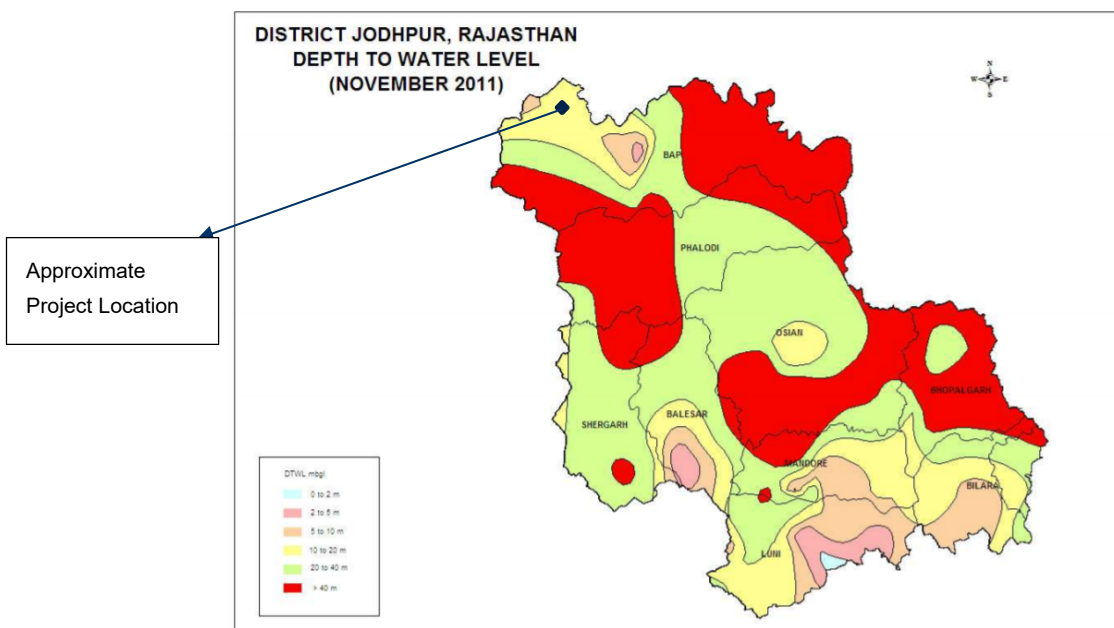 DISTRICT JODHPUR, RAJASTHAN
DEPTH TO WATER LEVEL
(NOVEMBER 2011)
N
W E
S
BAP
Approximate
Project Location
PHALODI
OSIAN
BHOPALGARH
BALESAR
SHERGARH
MANDORE
BILARA
LUNI
DTWL mbgl
0 to 2 m
2 to 5 m
5 to 10 m
10 to 20 m
20 to 40 m
> 40 m